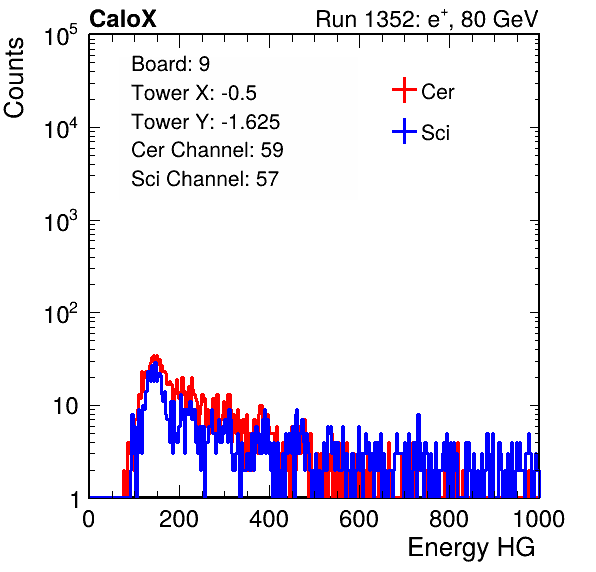 CaloX Run 1352: e⁺, 80 GeV
Board: 9
Tower X: -0.5
Tower Y: -1.625
Cer Channel: 59
Sci Channel: 57
Cer
Sci
Counts
10⁵
10⁴
10³
10²
10
1
0 200 400 600 800 1000
Energy HG